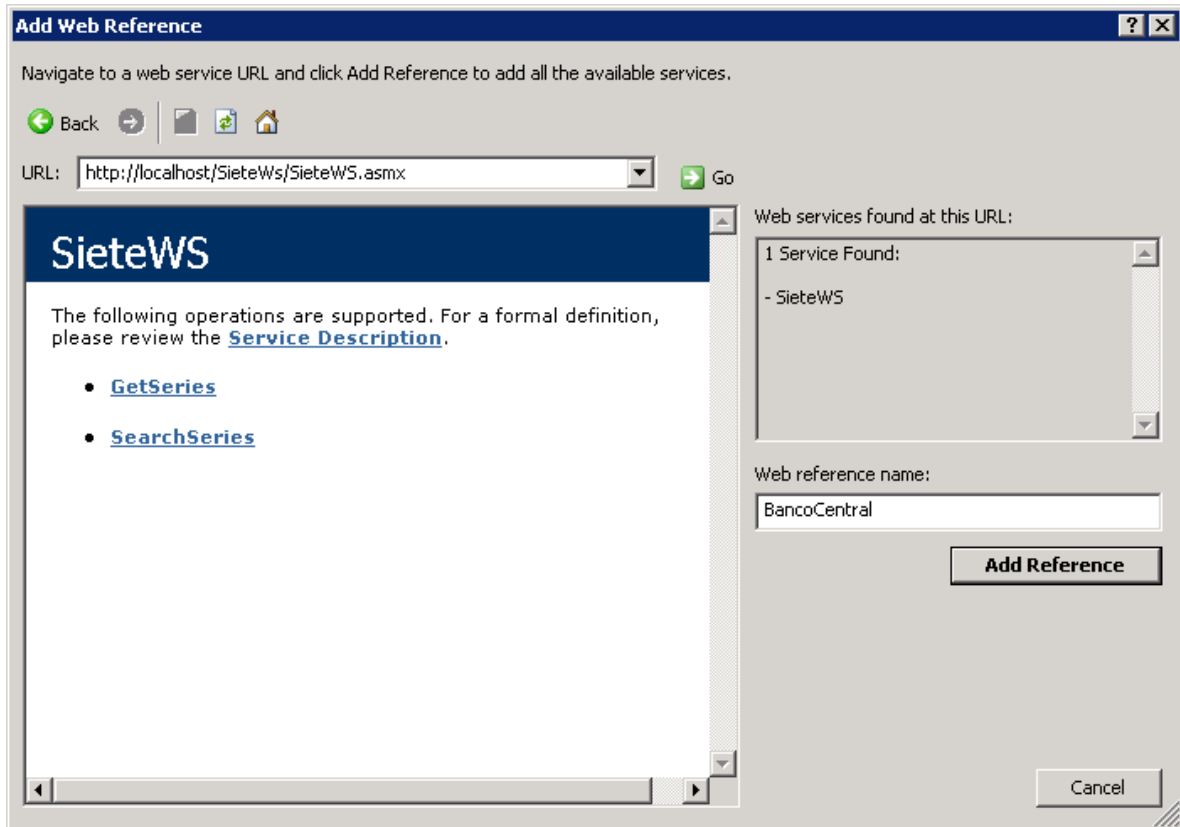 Add Web Reference
Navigate to a web service URL and click Add Reference to add all the available services.
Back
URL: http://localhost/SieteWs/SieteWS.asmx Go
SieteWS
The following operations are supported. For a formal definition,
please review the Service Description.
• GetSeries
• SearchSeries
Web services found at this URL:
1 Service Found:
- SieteWS
Web reference name:
BancoCentral
Add Reference
Cancel